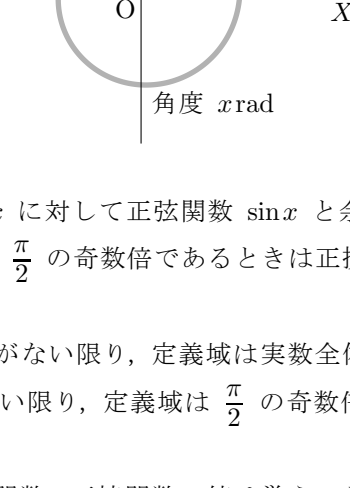 O
X
角度 x rad
に対して正弦関数 sin x と余
π/2 の奇数倍であるときは正接
がない限り，定義域は実数全体
い限り，定義域は π/2 の奇数倍